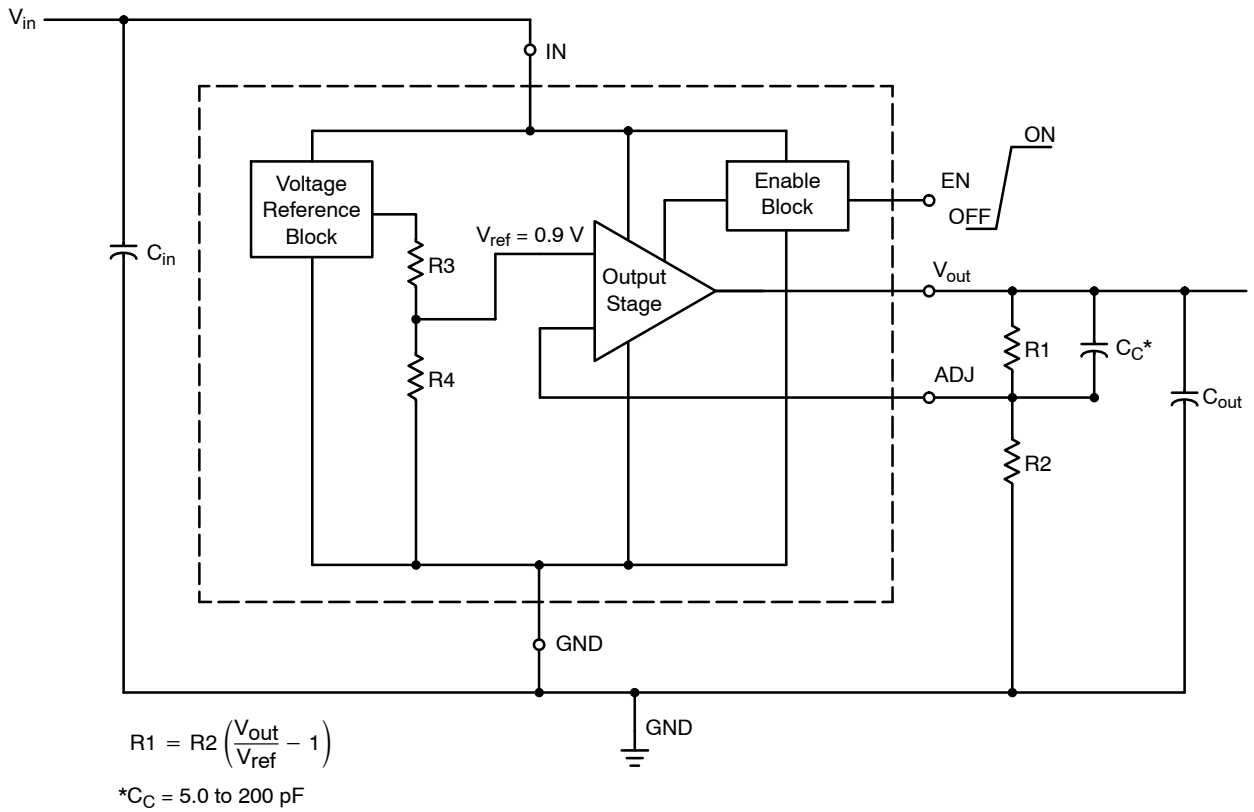 Vin
IN
ON
Voltage
Reference
Block
Enable
Block
EN
OFF
Cin
R3
Vref = 0.9 V
Output
Stage
Vout
R1
CC*
R4
ADJ
Cout
R2
GND
GND
R1 = R2 (Vout/Vref − 1)
*CC = 5.0 to 200 pF